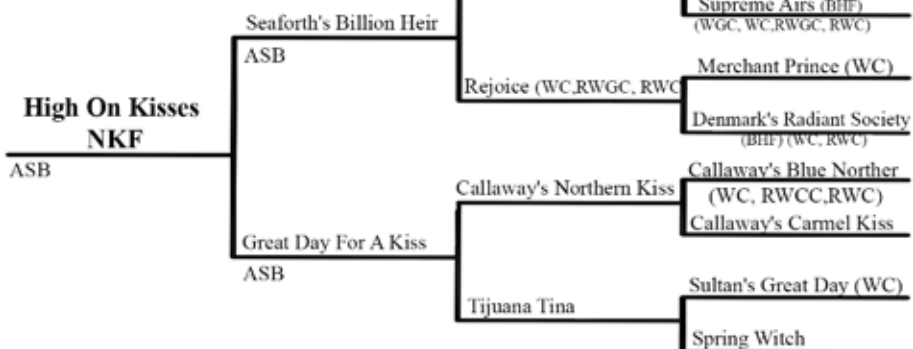 Supreme Airs (BHF)
(WGC, WC,RWGC, RWC)
Seaforth's Billion Heir
ASB
Merchant Prince (WC)
Rejoice (WC,RWGC, RWC
High On Kisses
NKF
Denmark's Radiant Society
(BHF) (WC, RWC)
ASB
Callaway's Blue Norther
Callaway's Northern Kiss
(WC, RWCC,RWC)
Callaway's Carmel Kiss
Great Day For A Kiss
ASB
Sultan's Great Day (WC)
Tijuana Tina
Spring Witch